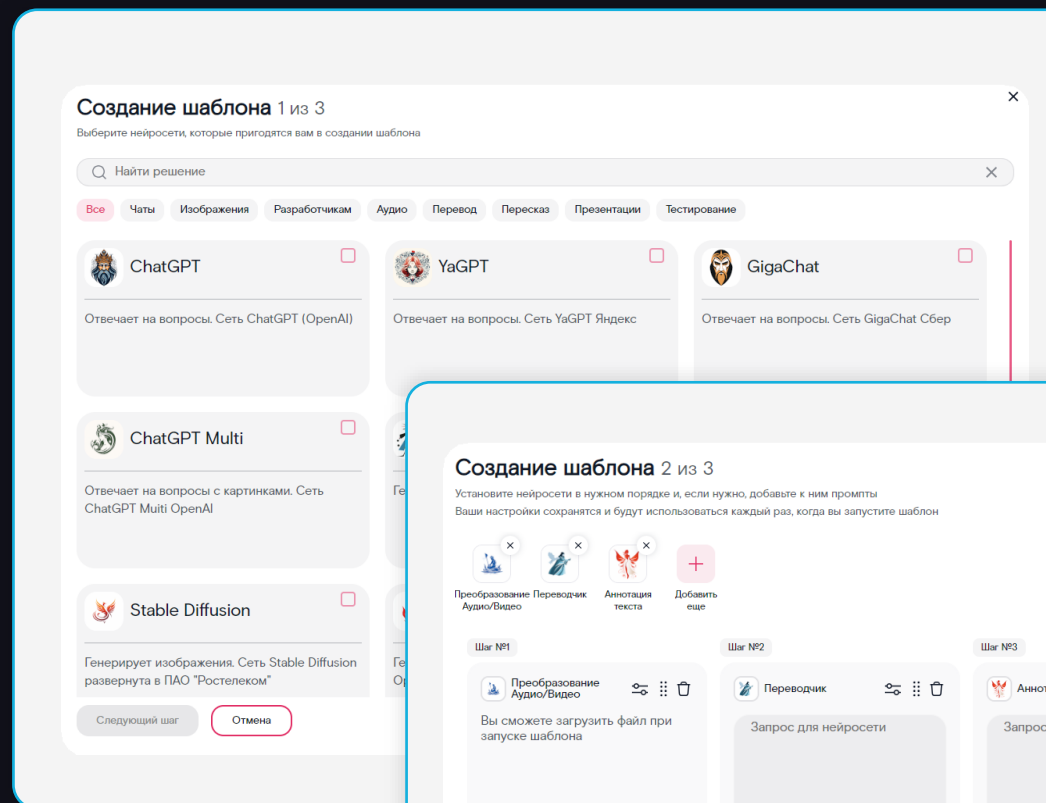 Создание шаблона 1 из 3
Выберите нейросети, которые пригодятся вам в создании шаблона
Найти решение
Все Чаты Изображения Разработчикам Аудио Перевод Пересказ Презентации Тестирование
ChatGPT
Отвечает на вопросы. Сеть ChatGPT (OpenAI)
YaGPT
Отвечает на вопросы. Сеть YaGPT Яндекс
GigaChat
Отвечает на вопросы. Сеть GigaChat Сбер
ChatGPT Multi
Отвечает на вопросы с картинками. Сеть
ChatGPT Multi OpenAI
Stable Diffusion
Генерирует изображения. Сеть Stable Diffusion
развернута в ПАО "Ростелеком"
Следующий шаг
Отмена
Создание шаблона 2 из 3
Установите нейросети в нужном порядке и, если нужно, добавьте к ним промпты
Ваши настройки сохранятся и будут использоваться каждый раз, когда вы запустите шаблон
Преобразование
Аудио/Видео
Переводчик
Аннотация
текста
Добавить
еще
Шаг №1
Преобразование
Аудио/Видео
Вы сможете загрузить файл при
запуске шаблона
Шаг №2
Переводчик
Запрос для нейросети
Шаг №3